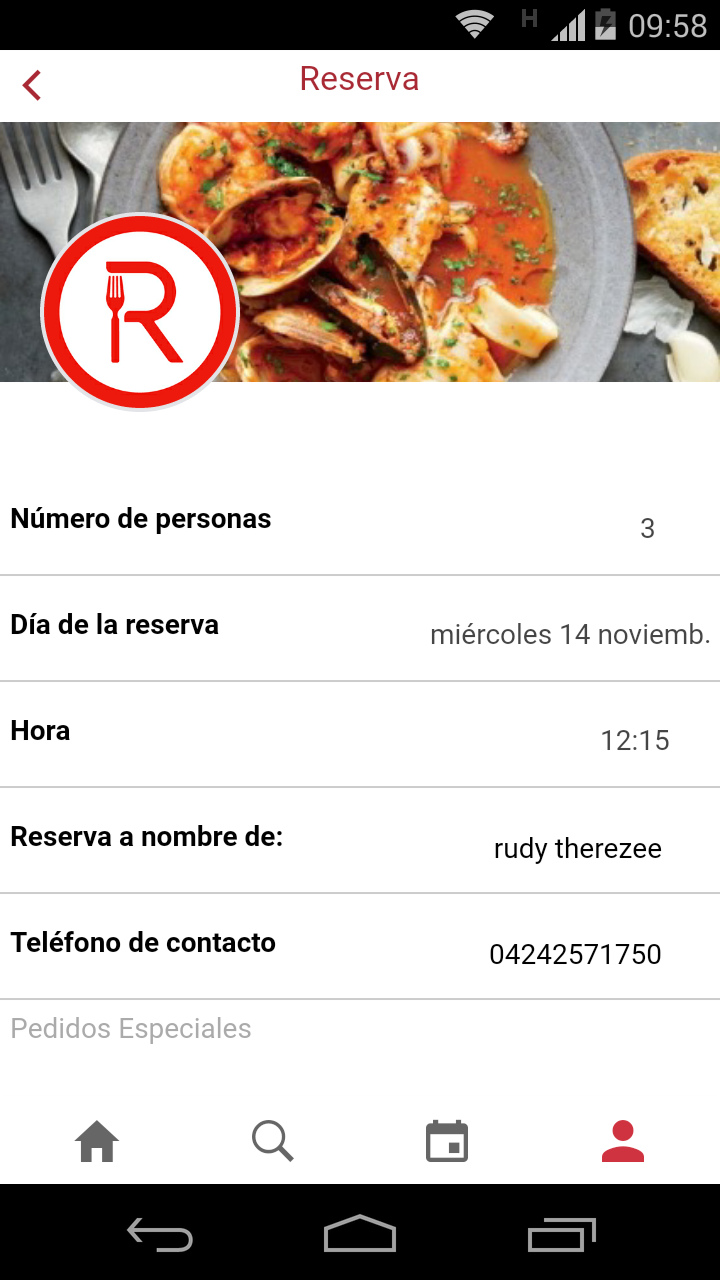 H 09:58
Reserva
R
Número de personas 3
Día de la reserva miércoles 14 noviemb.
Hora 12:15
Reserva a nombre de: rudy therezee
Teléfono de contacto 04242571750
Pedidos Especiales